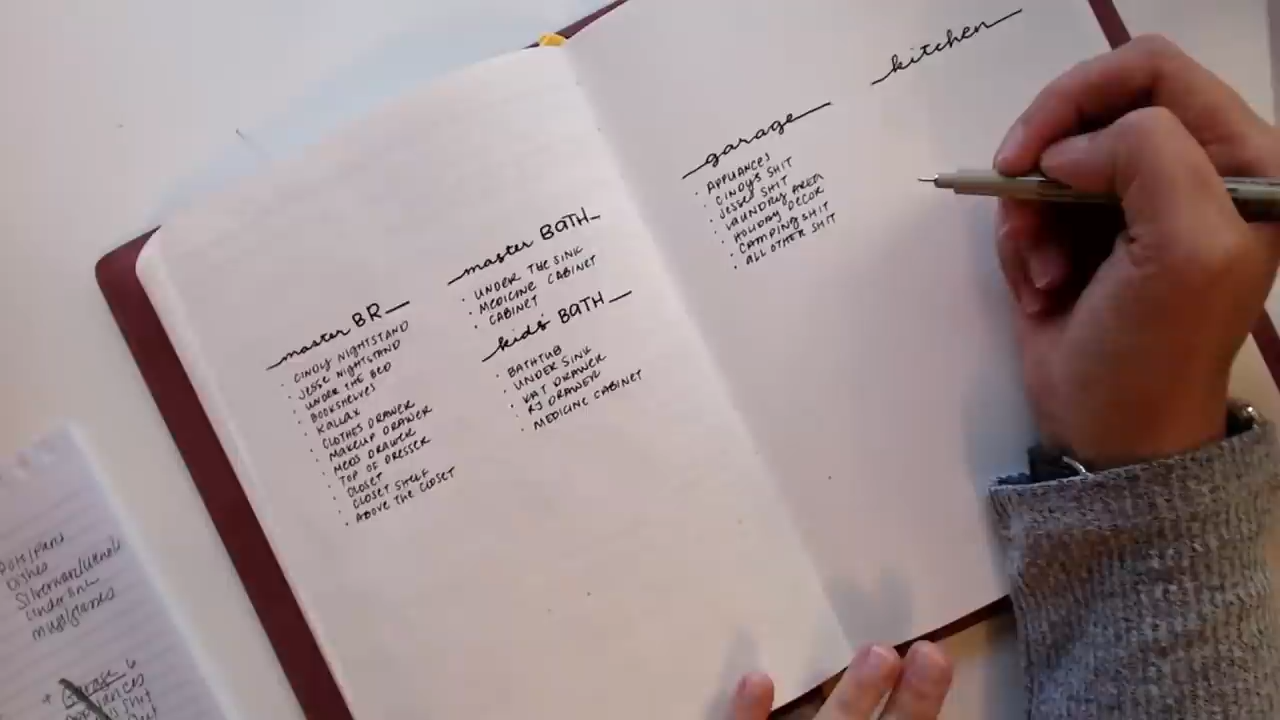 master BR
• CINDY NIGHTSTAND
• JESSE NIGHTSTAND
• UNDER THE BED
• BOOKSHELVES
• KALLAX
• CLOTHES DRAWER
• MAKEUP DRAWER
• MEDS DRAWER
• TOP OF DRESSER
• CLOSET
• CLOSET SHELF
• ABOVE THE CLOSET
master BATH
• UNDER THE SINK
• MEDICINE CABINET
• CABINET
kids' BATH
• BATHTUB
• UNDER SINK
• KAT DRAWER
• RJ DRAWER
• MEDICINE CABINET
garage
• APPLIANCES
• CINDY'S SHIT
• JESSE'S SHIT
• LAUNDRY AREA
• HOLIDAY DECOR
• CAMPING SHIT
• ALL OTHER SHIT
kitchen
Pots/pans
Dishes
Mugs/glasses
Garage